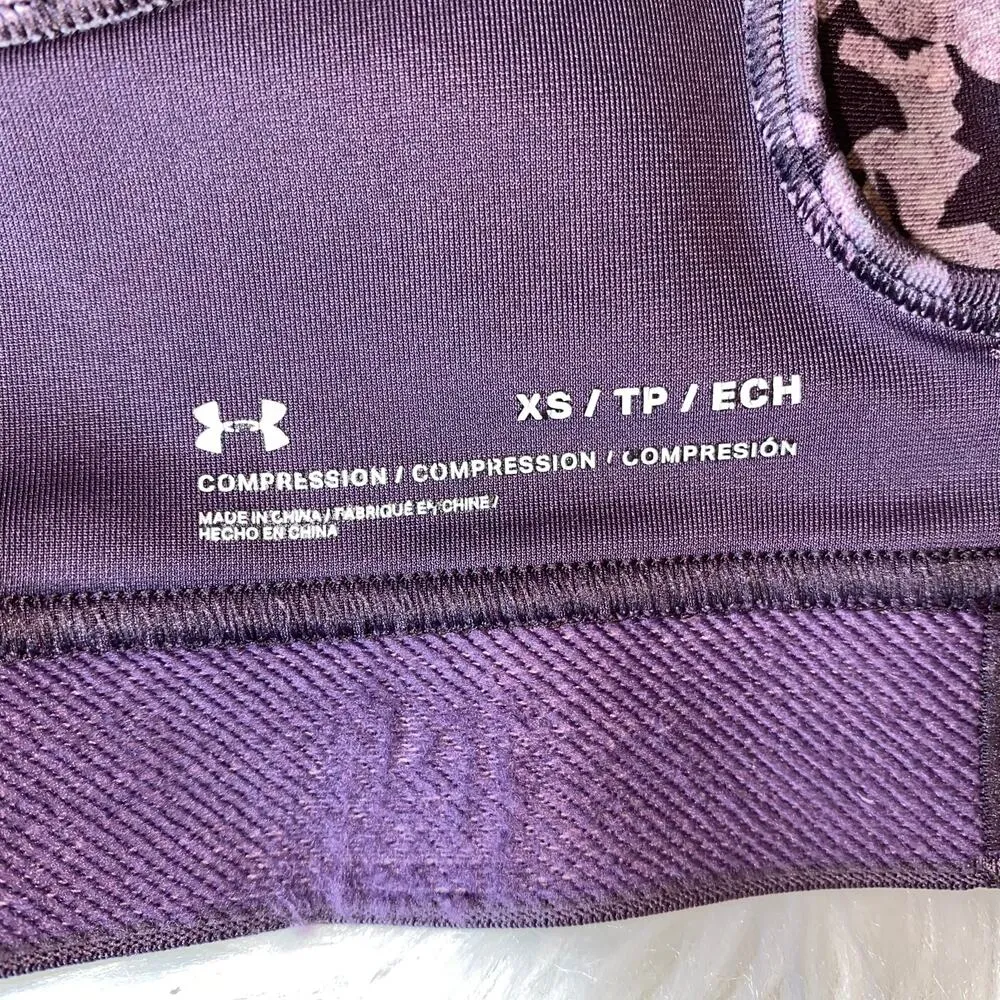 XS / TP / ECH
COMPRESSION / COMPRESSION / COMPRESIÓN
MADE IN CHINA / FABRIQUÉ EN CHINE /
HECHO EN CHINA